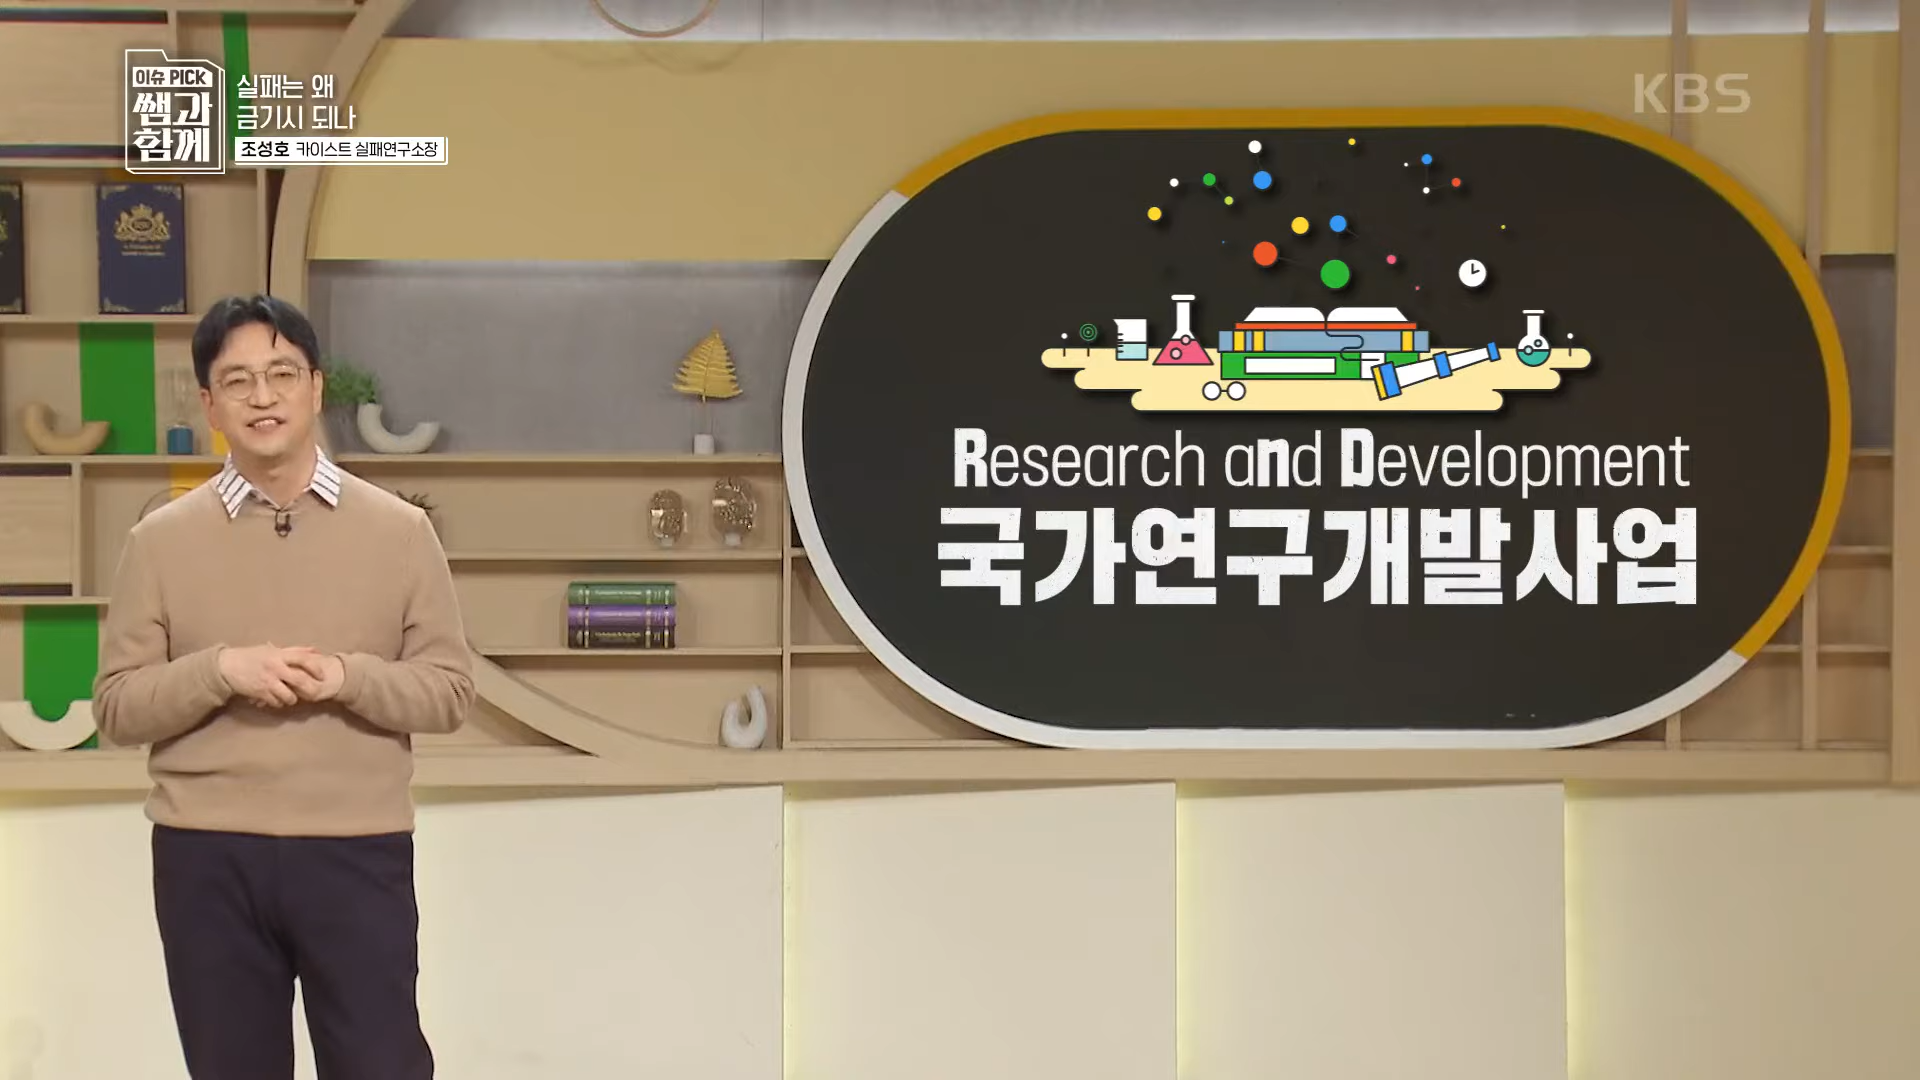 이슈 PICK
쌤과
함께
실패는 왜
금기시 되나
조성호 카이스트 실패연구소장
KBS
Research and Development
국가연구개발사업